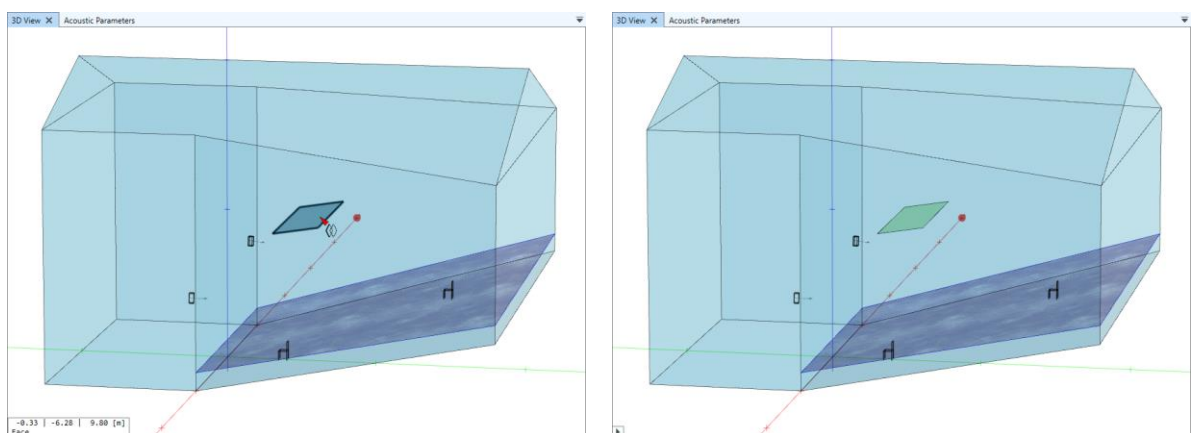 3D View Acoustic Parameters
3D View Acoustic Parameters
-0.33 | -6.28 | 9.80 [m]
Face